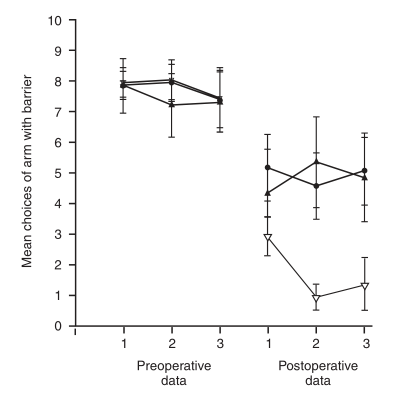 10
9
8
7
6
5
4
3
2
1
0
Mean choices of arm with barrier
1 2 3 1 2 3
Preoperative
data
Postoperative
data